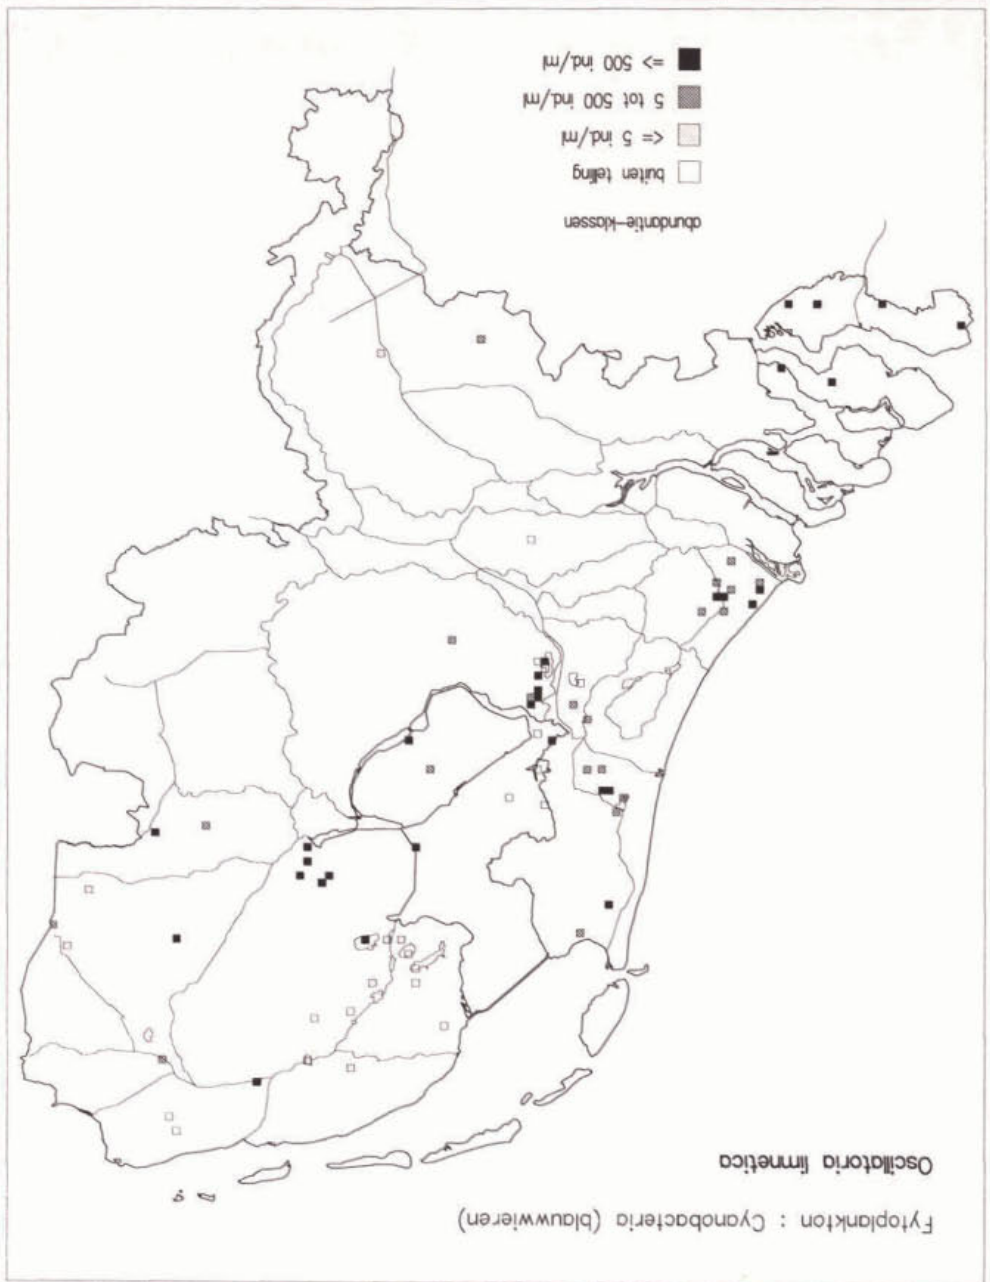 Fytoplankton : Cyanobacteria (blauwwieren)
Oscillatoria limnetica
abundantie-klassen
buiten telling
<= 5 ind./ml
5 tot 500 ind./ml
=> 500 ind/ml